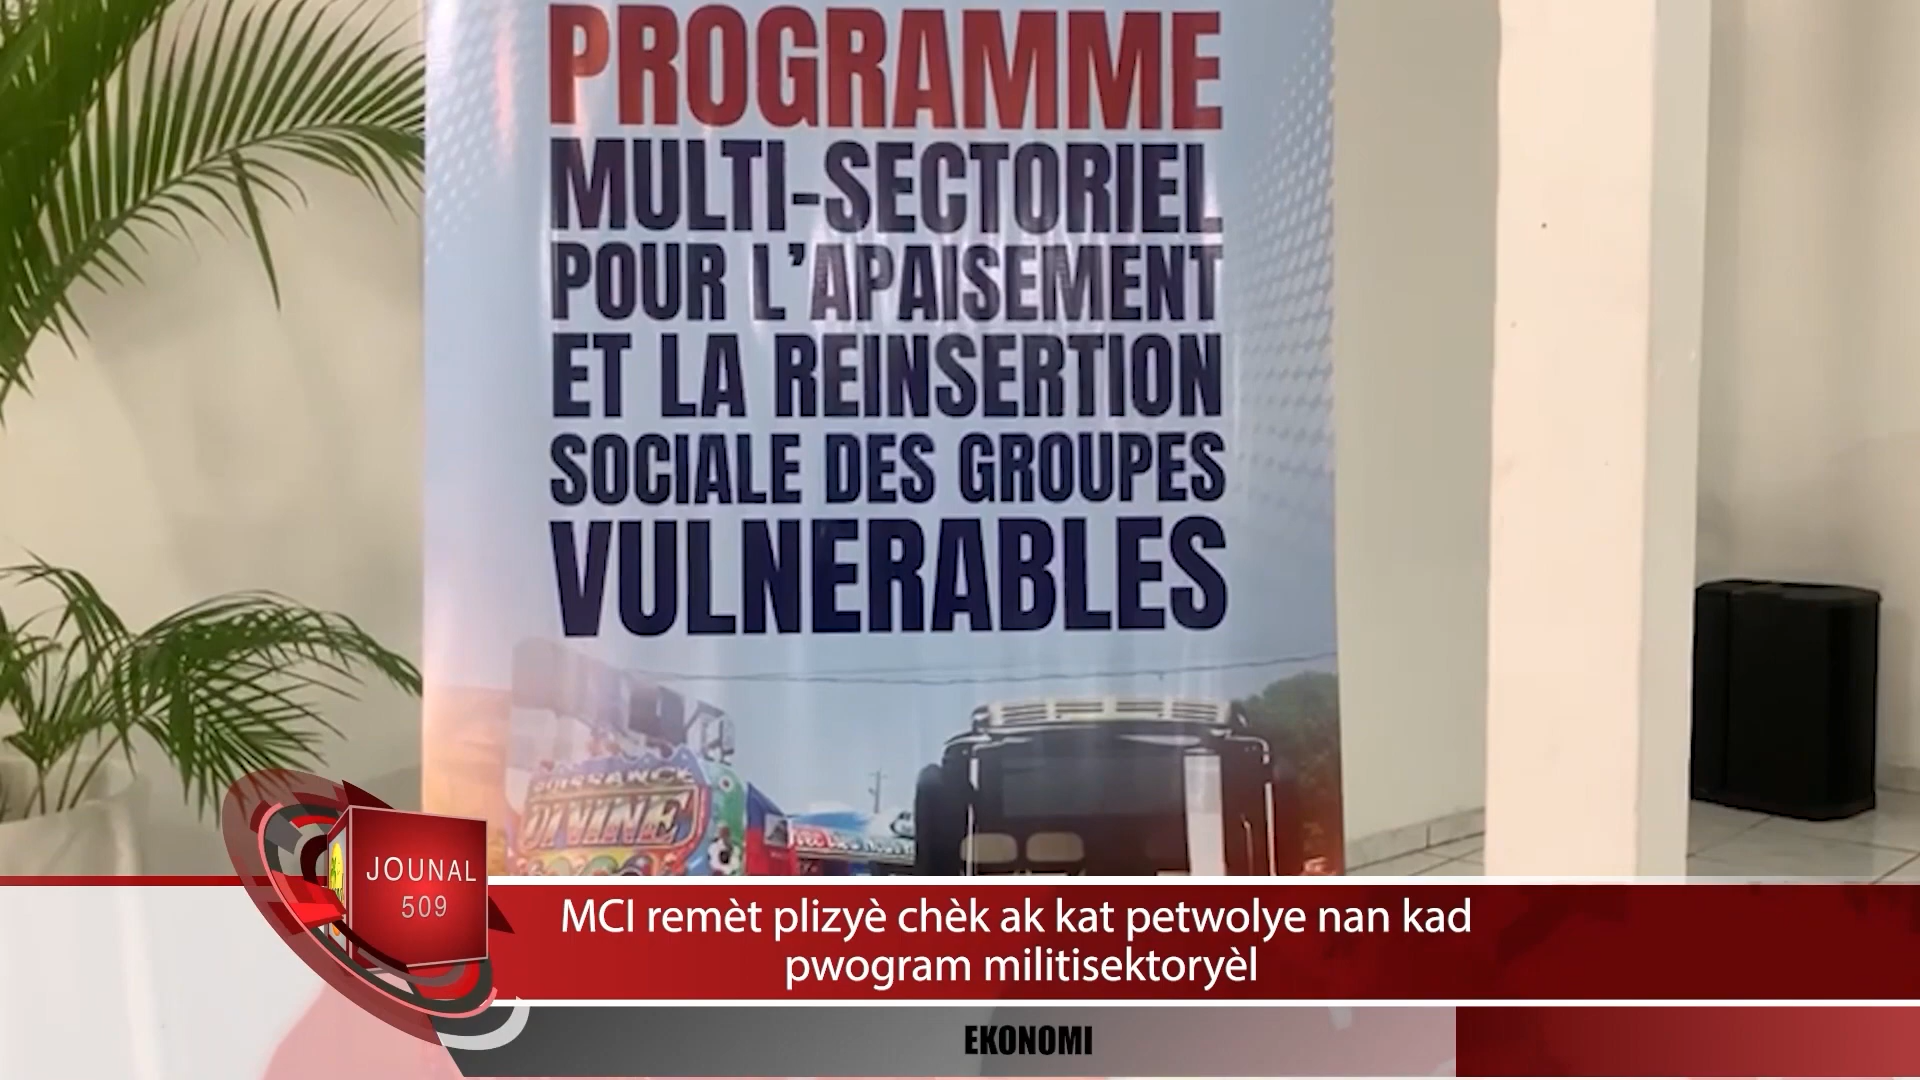 PROGRAMME
MULTI-SECTORIEL
POUR L'APAISEMENT
ET LA REINSERTION
SOCIALE DES GROUPES
VULNERABLES
PUISSANCE
DIVINE
JOUNAL
509
MCI remèt plizyè chèk ak kat petwolye nan kad
pwogram militisektoryèl
EKONOMI